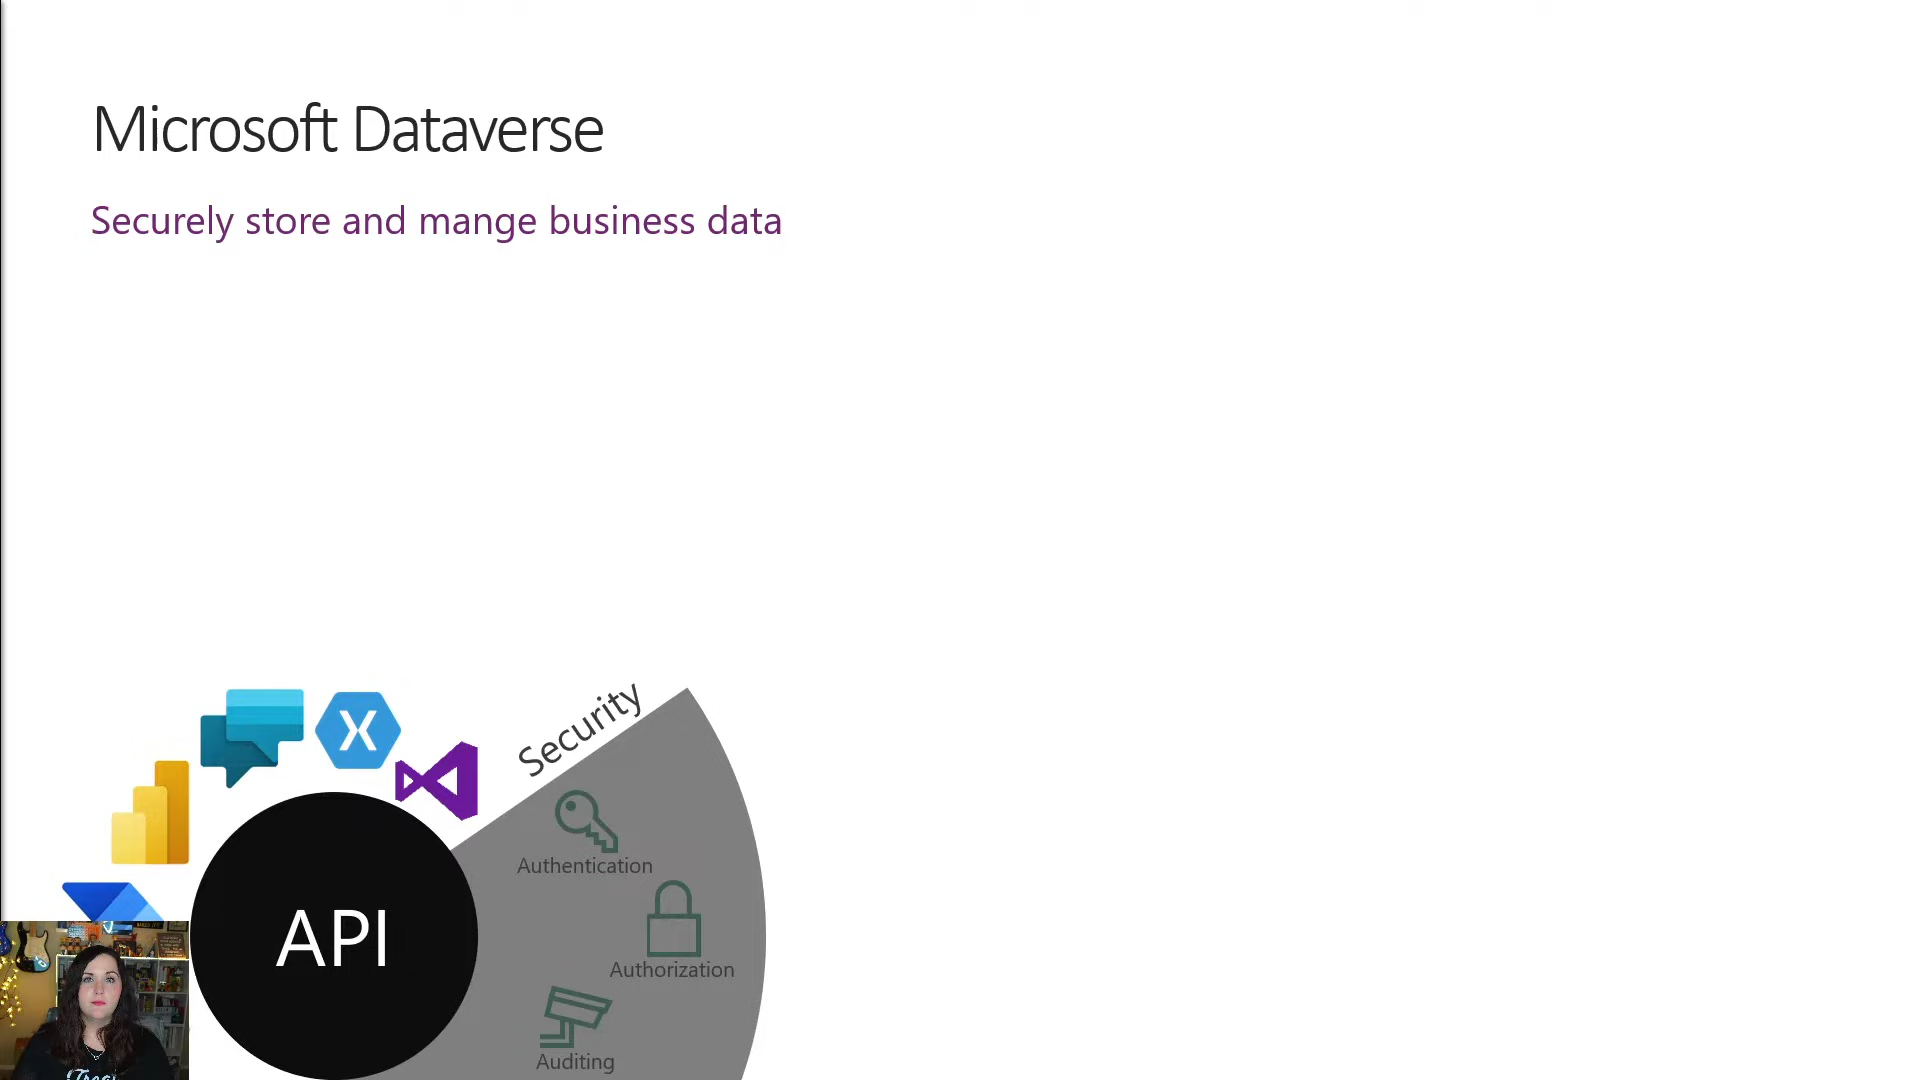 Microsoft Dataverse
Securely store and mange business data
Security
Authentication
API
Authorization
Auditing